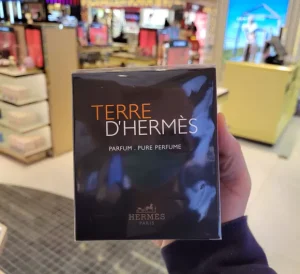 TERRE
D'HERMÈS
PARFUM . PURE PERFUME
HERMÈS
PARIS